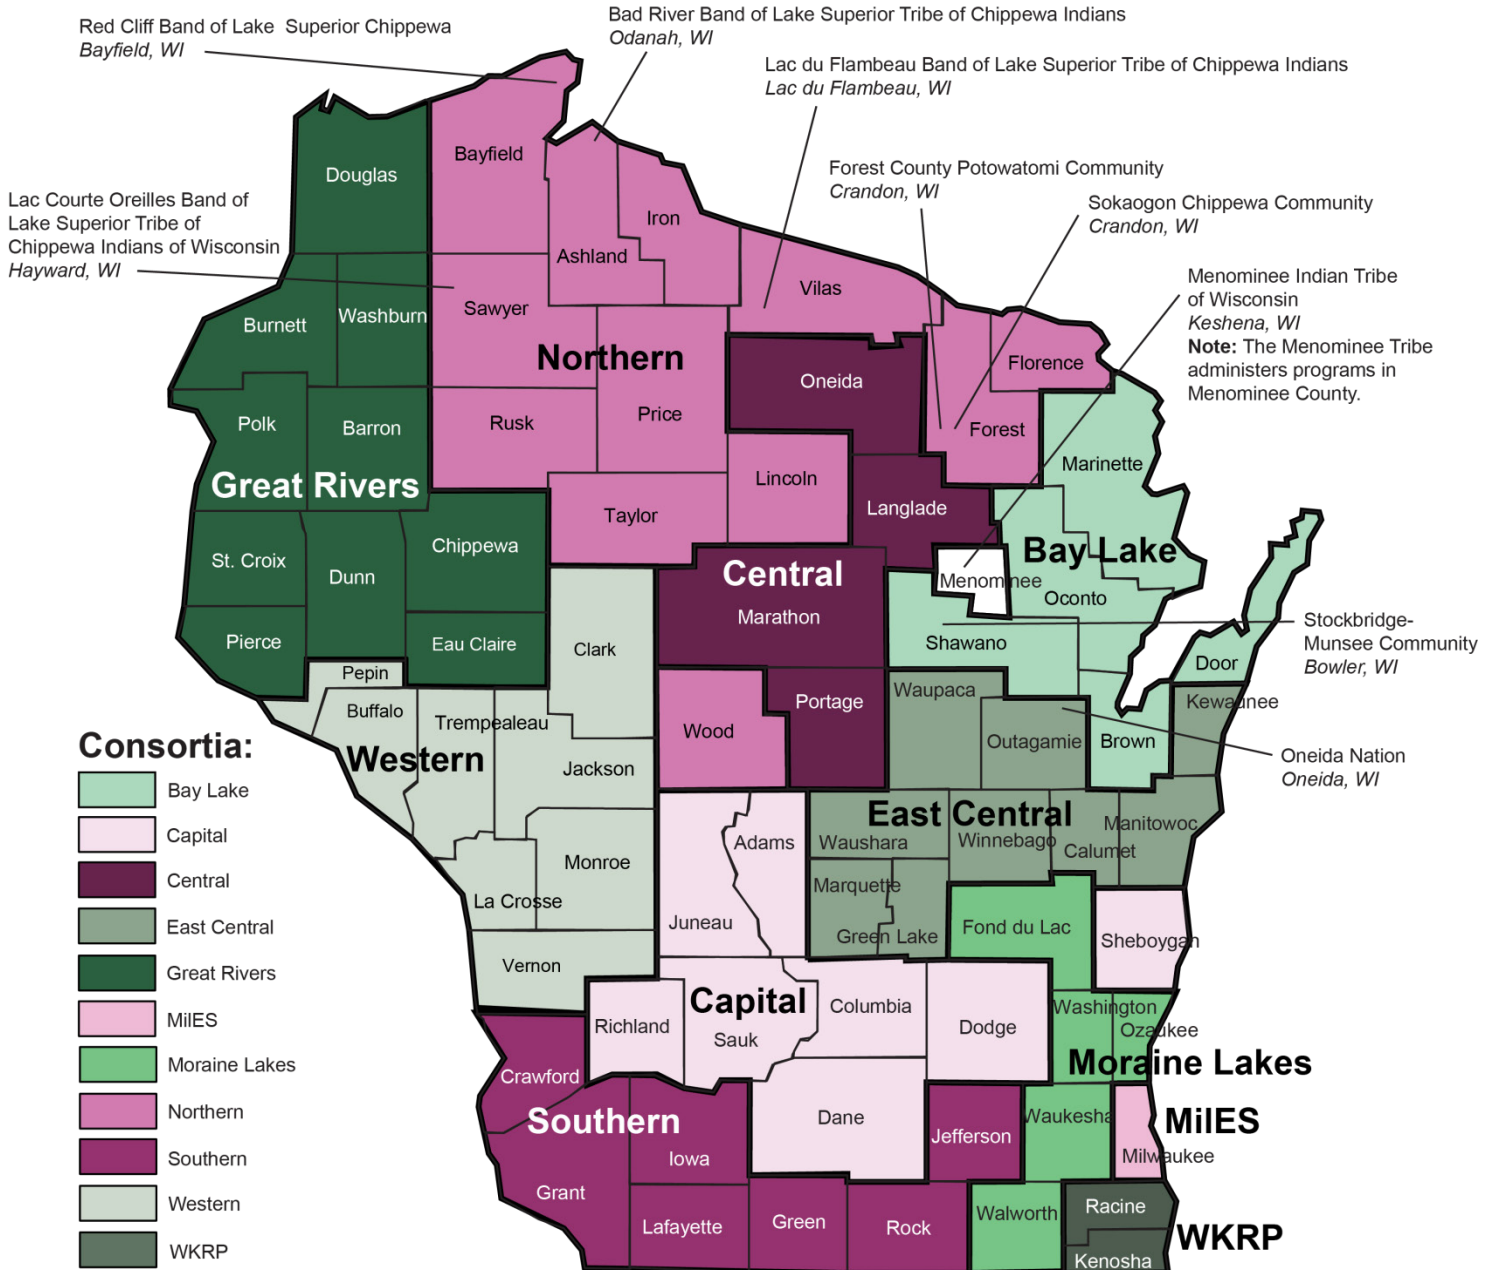 Red Cliff Band of Lake Superior Chippewa
Bayfield, WI
Bad River Band of Lake Superior Tribe of Chippewa Indians
Odanah, WI
Lac du Flambeau Band of Lake Superior Tribe of Chippewa Indians
Lac du Flambeau, WI
Forest County Potowatomi Community
Crandon, WI
Sokaogon Chippewa Community
Crandon, WI
Lac Courte Oreilles Band of
Lake Superior Tribe of
Chippewa Indians of Wisconsin
Hayward, WI
Menominee Indian Tribe
of Wisconsin
Keshena, WI
Note: The Menominee Tribe
administers programs in
Menominee County.
Douglas
Bayfield
Iron
Ashland
Vilas
Burnett
Washburn
Sawyer
Northern
Florence
Oneida
Polk
Barron
Rusk
Price
Forest
Great Rivers
Marinette
Lincoln
Langlade
Taylor
Chippewa
Bay Lake
St. Croix
Dunn
Central
Menominee
Oconto
Marathon
Pierce
Eau Claire
Clark
Shawano
Stockbridge-
Munsee Community
Bowler, WI
Door
Pepin
Waupaca
Portage
Kewaunee
Buffalo
Trempealeau
Wood
Outagamie
Brown
Oneida Nation
Oneida, WI
Western
Jackson
East Central
Waushara
Winnebago
Manitowoc
Calumet
Adams
Monroe
Marquette
La Crosse
Juneau
Green Lake
Fond du Lac
Sheboygan
Vernon
Capital
Richland
Sauk
Columbia
Dodge
Washington
Ozaukee
Moraine Lakes
Crawford
Southern
Dane
Jefferson
Waukesha
MilES
Milwaukee
Iowa
Grant
Lafayette
Green
Rock
Walworth
Racine
WKRP
Kenosha
Consortia:
Bay Lake
Capital
Central
East Central
Great Rivers
MilES
Moraine Lakes
Northern
Southern
Western
WKRP